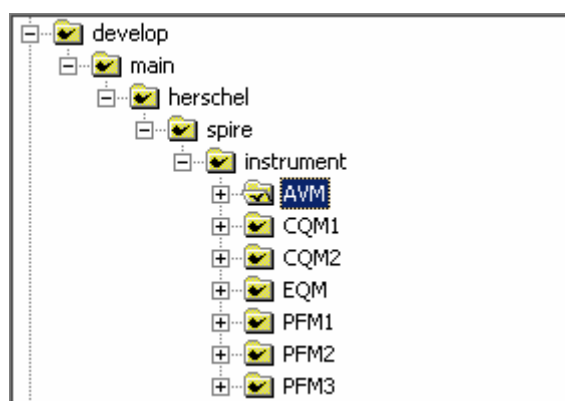 develop
main
herschel
spire
instrument
AVM
CQM1
CQM2
EQM
PFM1
PFM2
PFM3